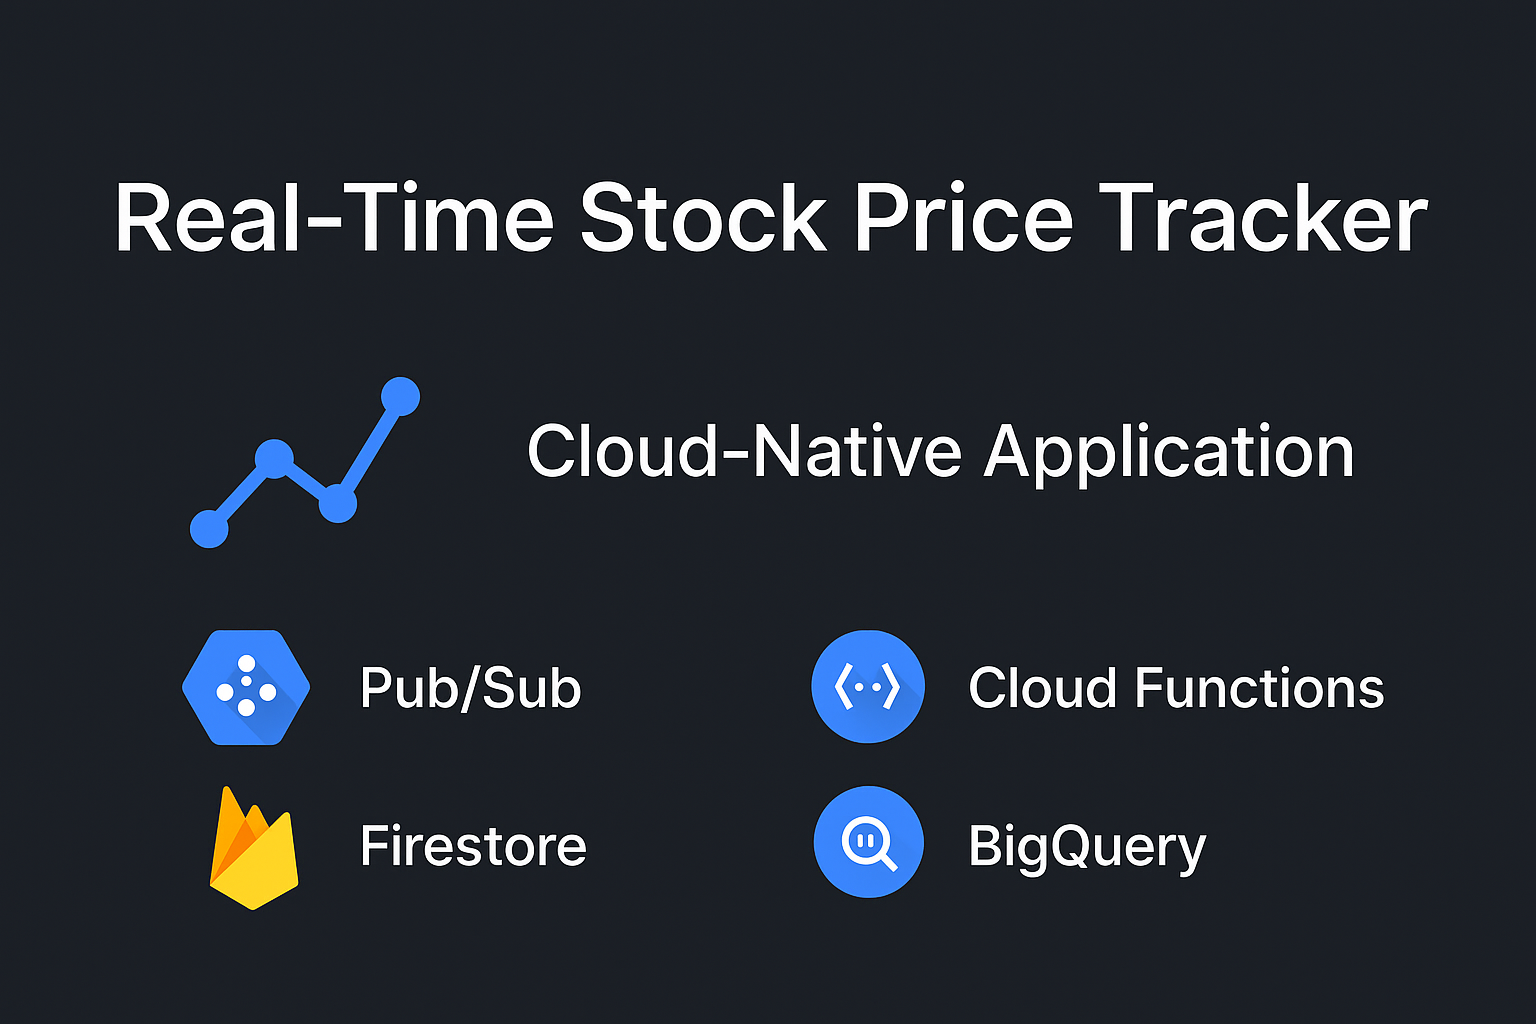 Real-Time Stock Price Tracker
Cloud-Native Application
Pub/Sub
Cloud Functions
Firestore
BigQuery